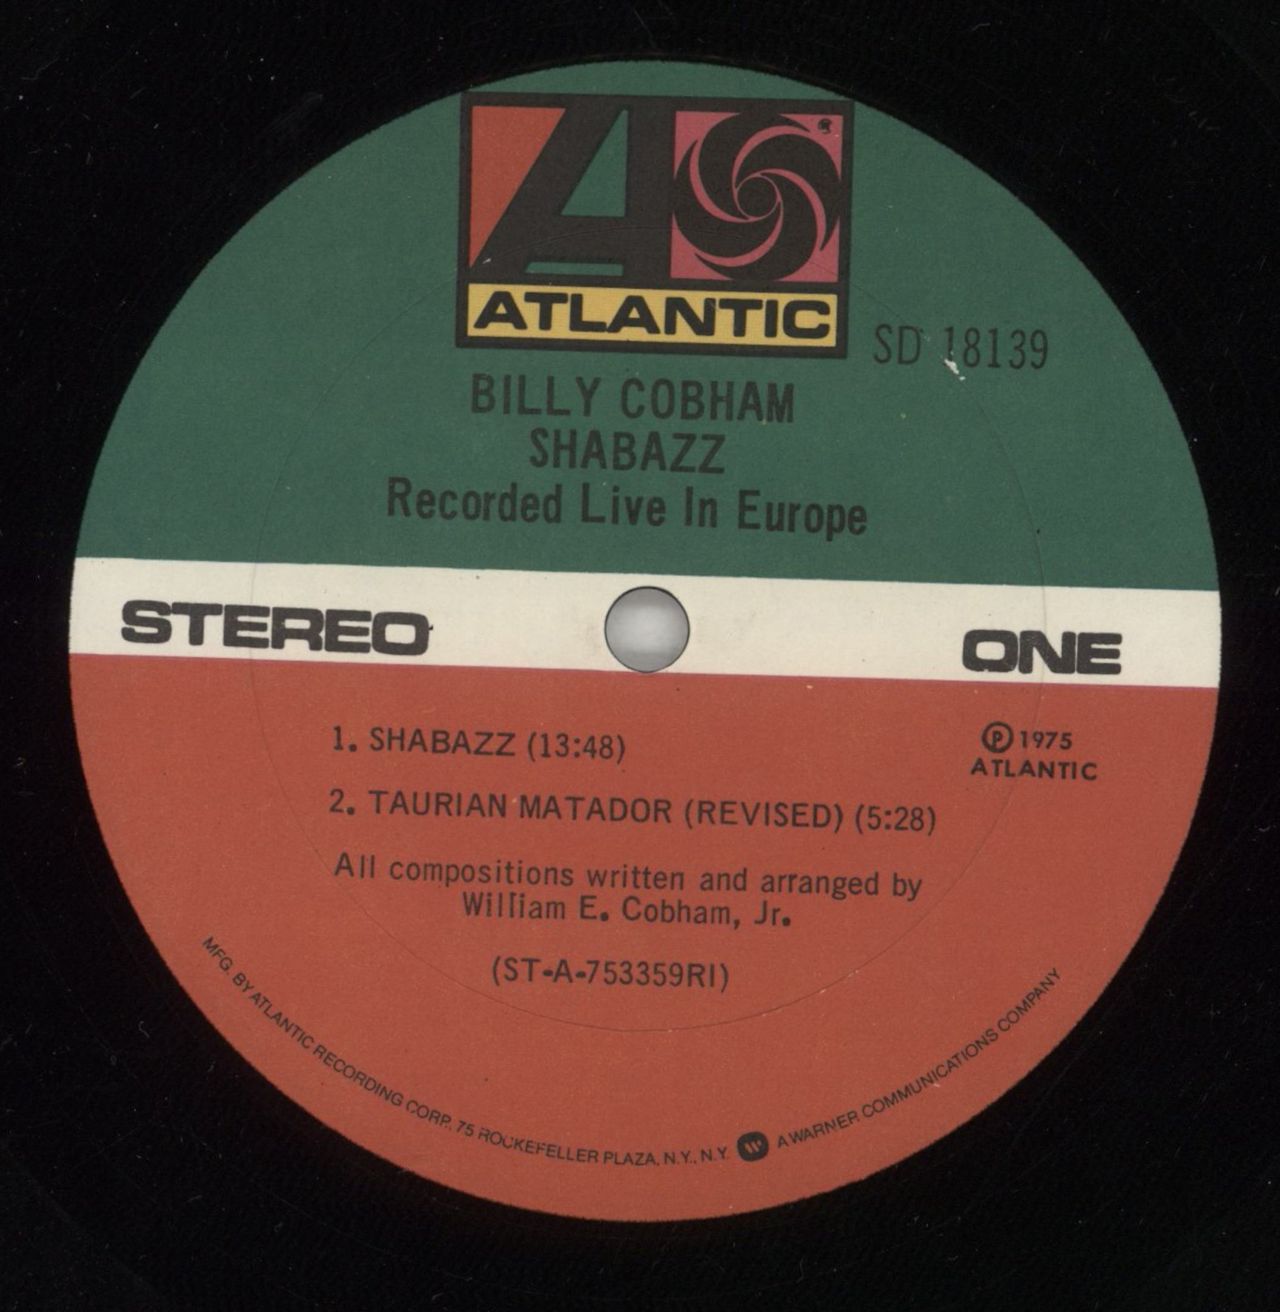 ATLANTIC
SD 18139
BILLY COBHAM
SHABAZZ
Recorded Live In Europe
STEREO
ONE
1. SHABAZZ (13:48)
℗ 1975
ATLANTIC
2. TAURIAN MATADOR (REVISED) (5:28)
All compositions written and arranged by
William E. Cobham, Jr.
(ST-A-753359RI)
MFG. BY ATLANTIC RECORDING CORP., 75 ROCKEFELLER PLAZA, N.Y., N.Y. A WARNER COMMUNICATIONS COMPANY